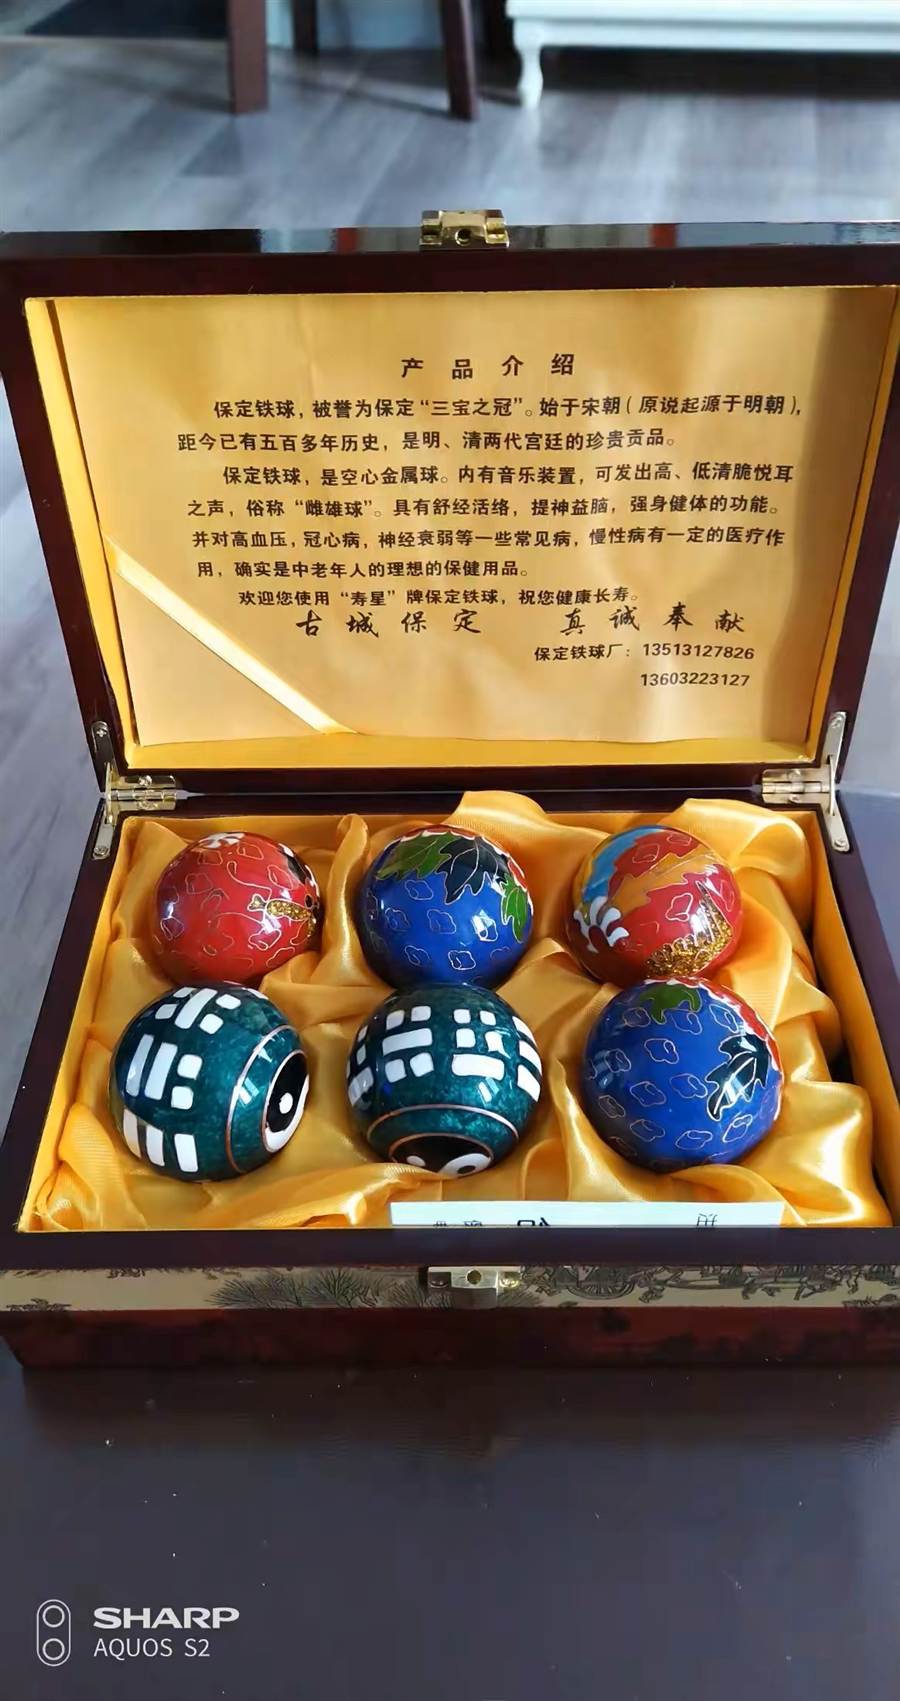 产品介绍
保定铁球，被誉为保定“三宝之冠”。始于宋朝（原说起源于明朝），
距今已有五百多年历史，是明、清两代宫廷的珍贵贡品。
保定铁球，是空心金属球。内有音乐装置，可发出高、低清脆悦耳
之声，俗称“雌雄球”。具有舒经活络，提神益脑，强身健体的功能。
并对高血压，冠心病，神经衰弱等一些常见病，慢性病有一定的医疗作
用，确实是中老年人的理想的保健用品。
欢迎您使用“寿星”牌保定铁球，祝您健康长寿。
古城保定 真诚奉献
保定铁球厂：13513127826
13603223127
SHARP
AQUOS S2